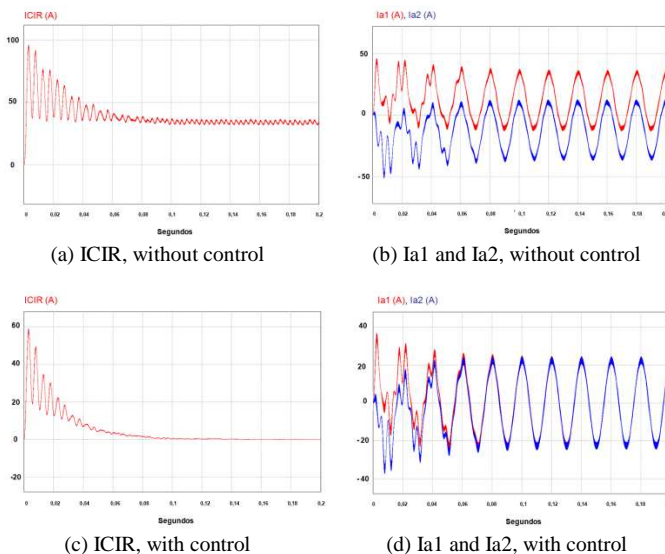 ICIR (A)
100
50
0
0 0,02 0,04 0,06 0,08 0,1 0,12 0,14 0,16 0,18 0,2
Segundos
(a) ICIR, without control
Ia1 (A), Ia2 (A)
50
0
-50
0 0,02 0,04 0,06 0,08 0,1 0,12 0,14 0,16 0,18
Segundos
(b) Ia1 and Ia2, without control
ICIR (A)
60
40
20
0
-20
0 0,02 0,04 0,06 0,08 0,1 0,12 0,14 0,16 0,18 0,2
Segundos
(c) ICIR, with control
Ia1 (A), Ia2 (A)
40
20
0
-20
-40
0 0,02 0,04 0,06 0,08 0,1 0,12 0,14 0,16 0,18
Segundos
(d) Ia1 and Ia2, with control